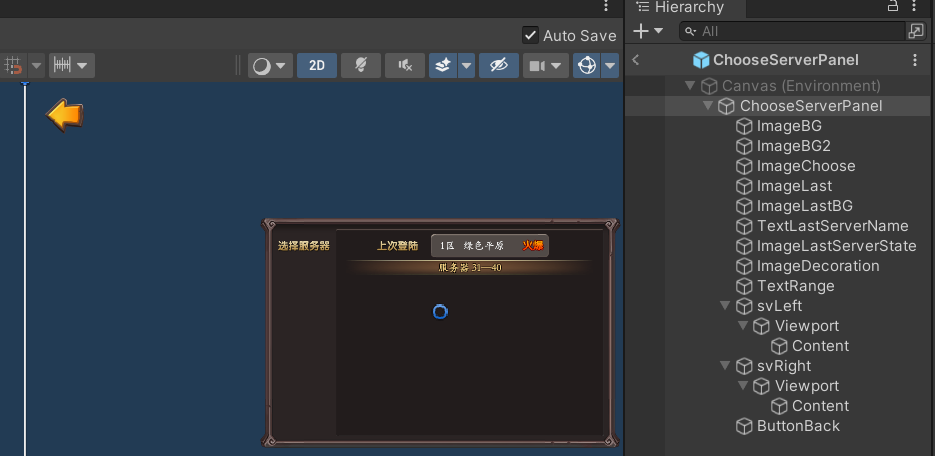 Hierarchy
Auto Save
All
2D
ChooseServerPanel
Canvas (Environment)
ChooseServerPanel
ImageBG
ImageBG2
ImageChoose
ImageLast
ImageLastBG
TextLastServerName
ImageLastServerState
ImageDecoration
TextRange
svLeft
Viewport
Content
svRight
Viewport
Content
ButtonBack
选择服务器 上次登陆 1区 绿色平原 火爆
服务器 31—40